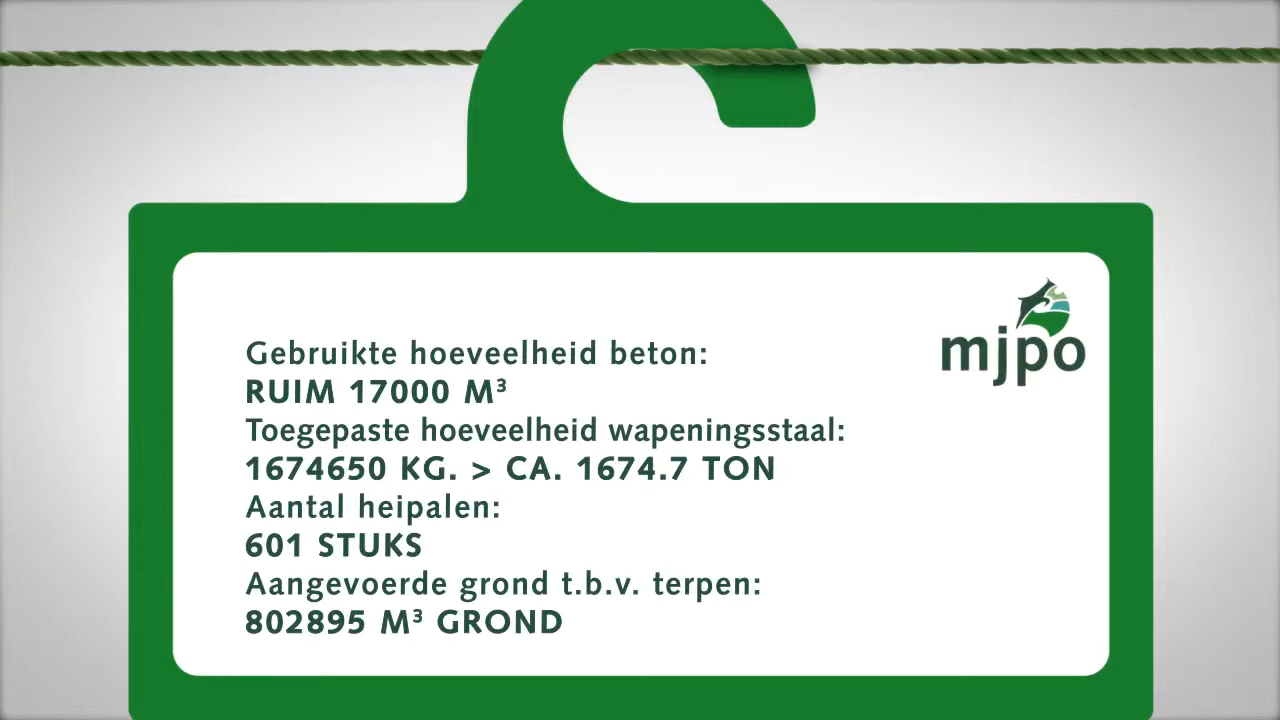 mjpo
Gebruikte hoeveelheid beton:
RUIM 17000 M³
Toegepaste hoeveelheid wapeningsstaal:
1674650 KG. > CA. 1674.7 TON
Aantal heipalen:
601 STUKS
Aangevoerde grond t.b.v. terpen:
802895 M³ GROND